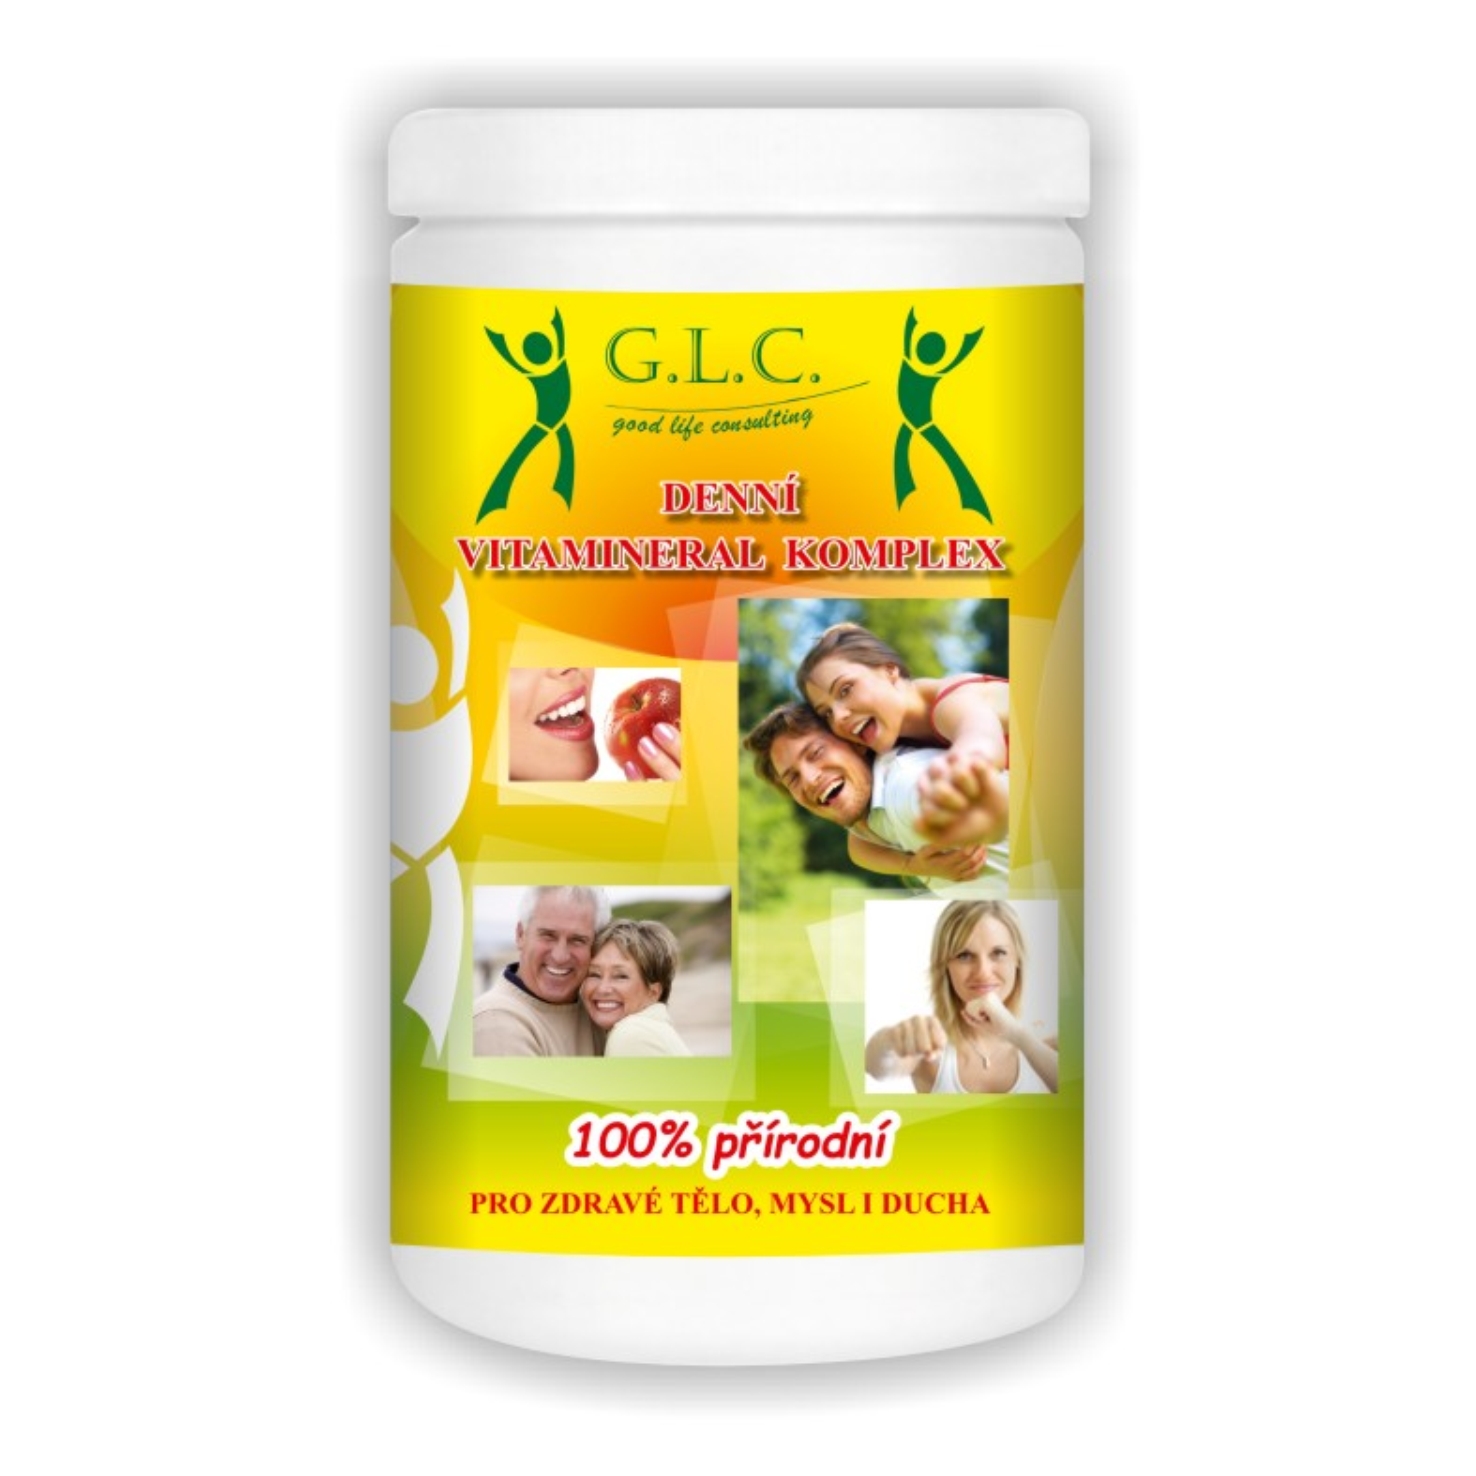 G.L.C.
good life consulting
DENNÍ
VITAMINERAL KOMPLEX
100% přírodní
PRO ZDRAVÉ TĚLO, MYSL I DUCHA